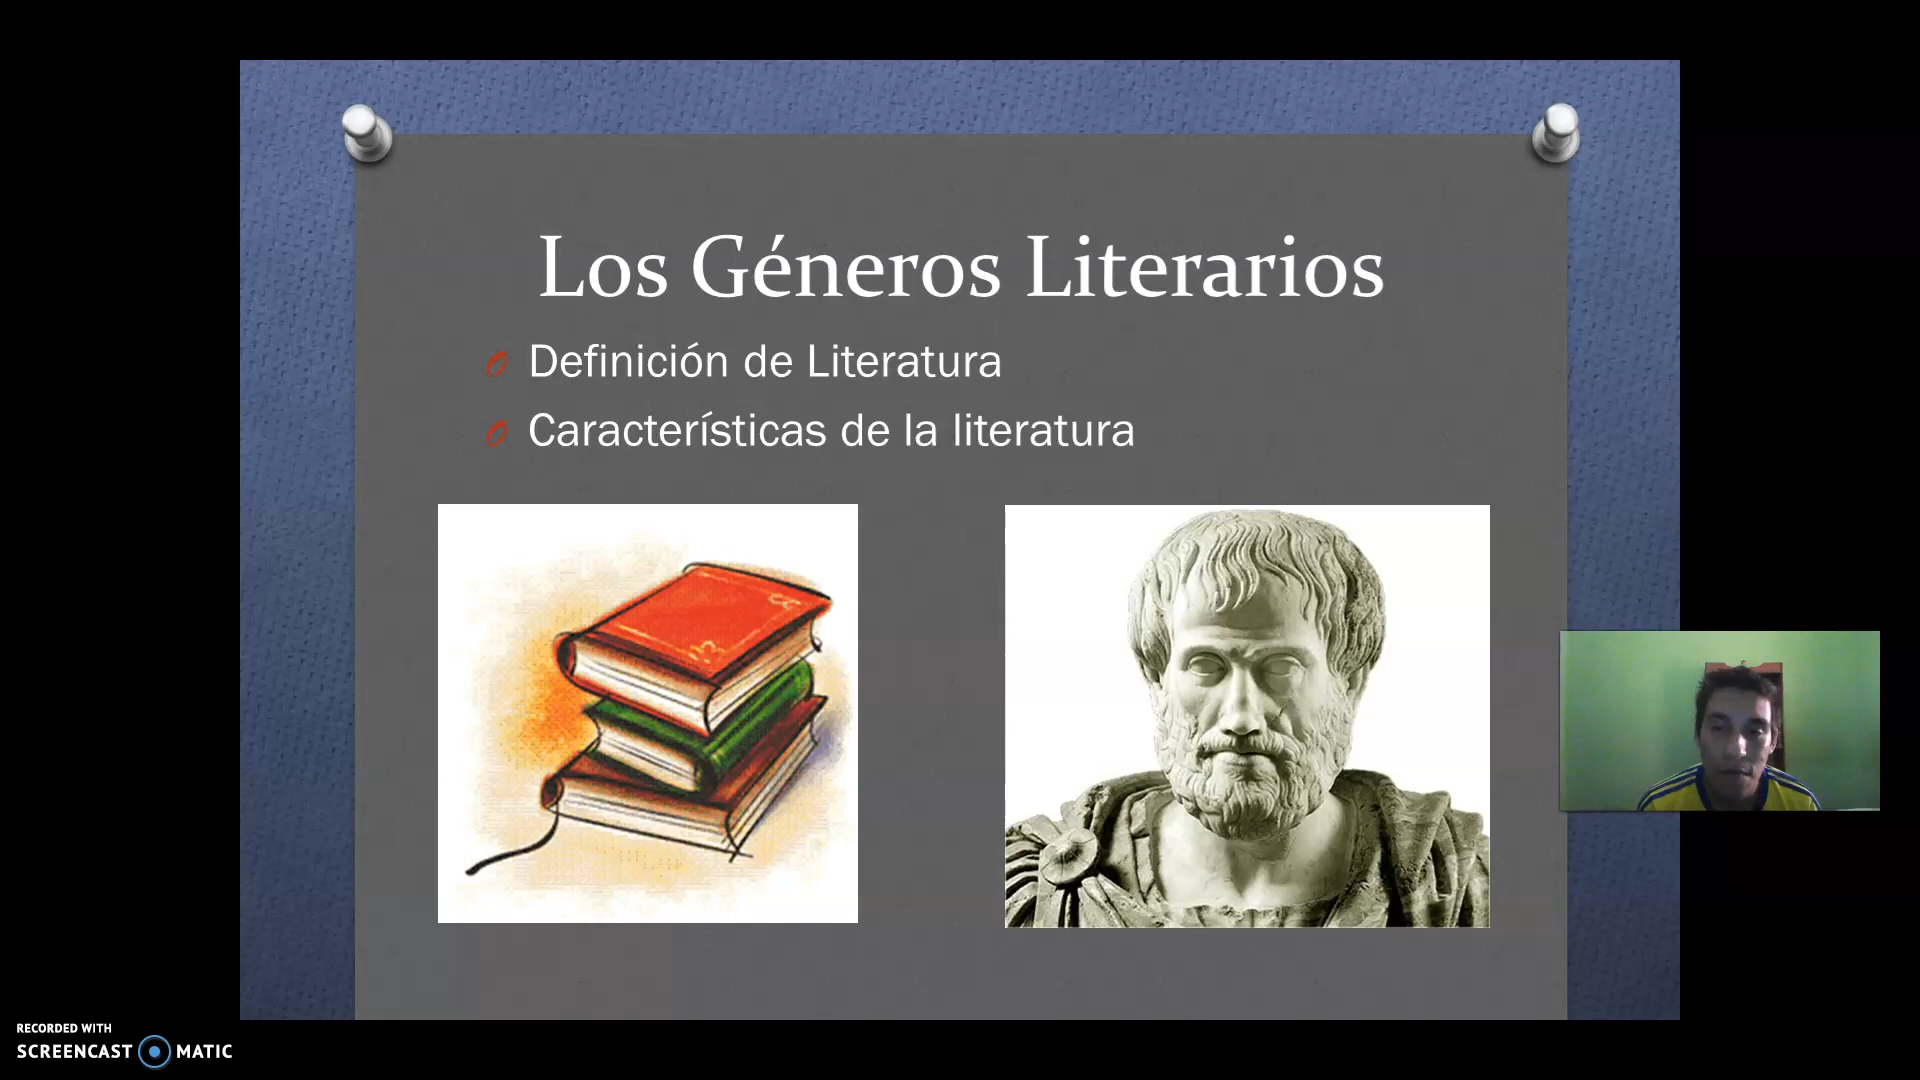 Los Géneros Literarios
Definición de Literatura
Características de la literatura
RECORDED WITH
SCREENCAST MATIC